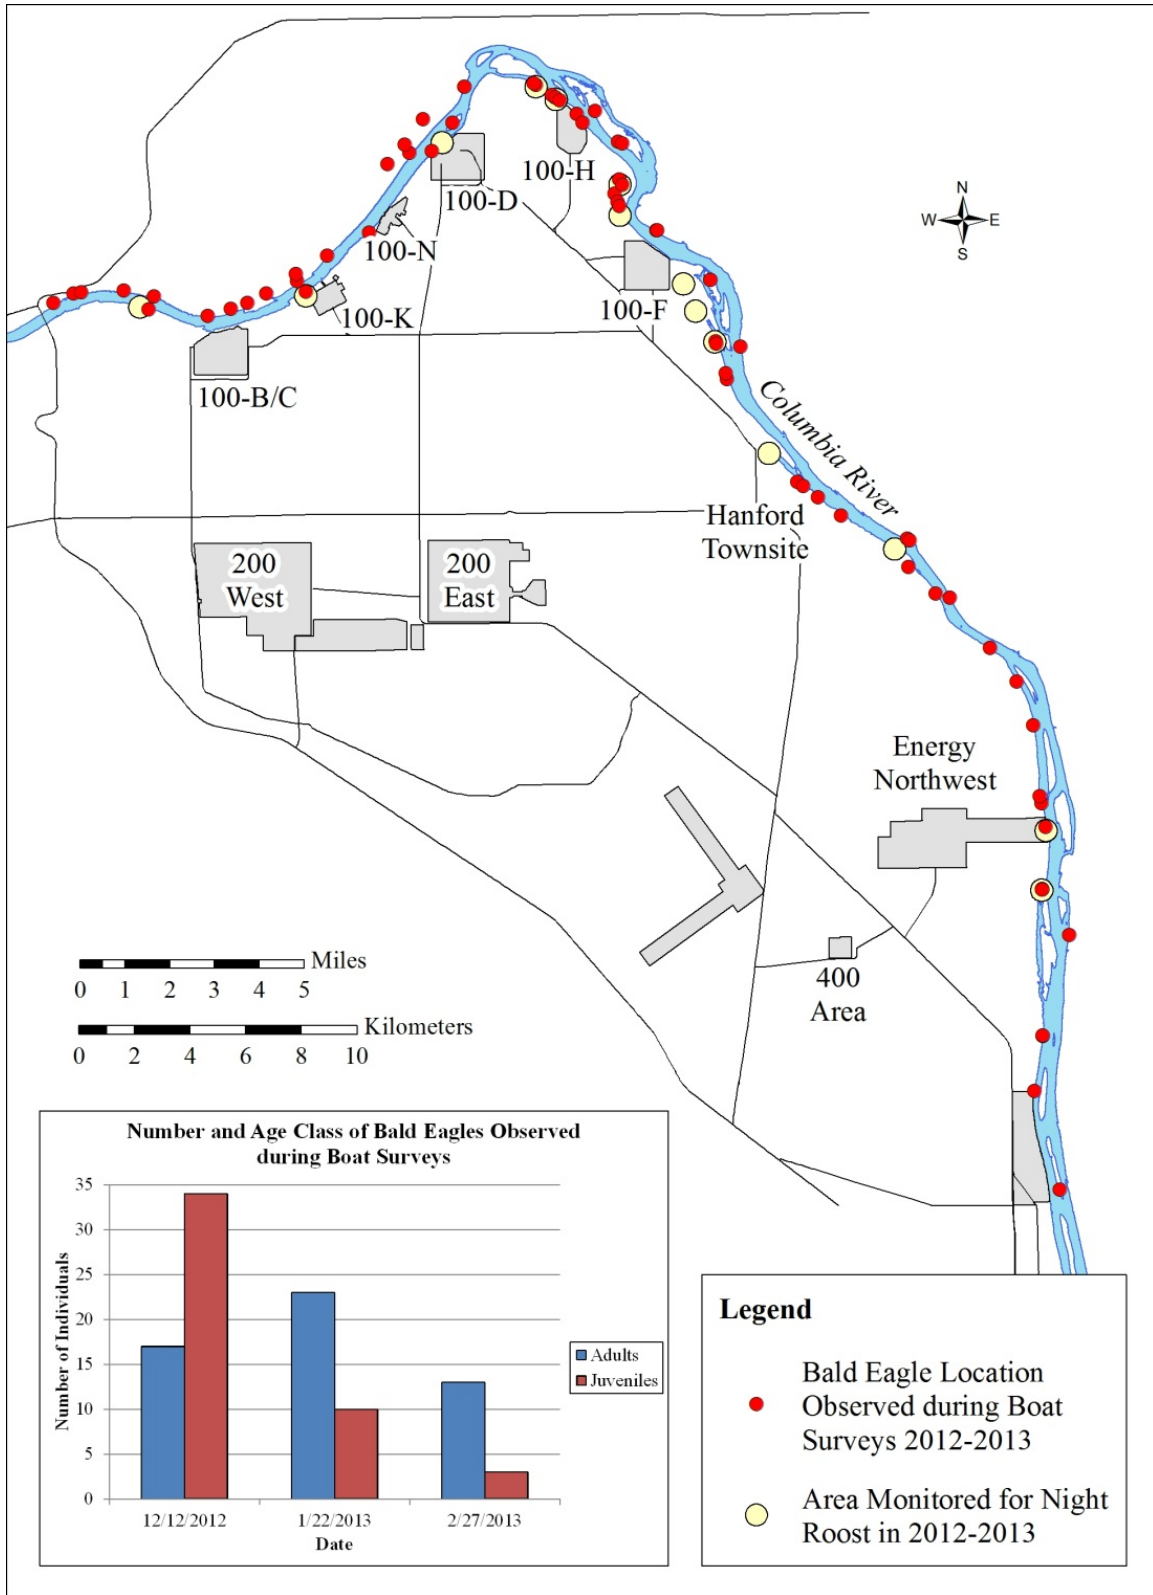 100-H
100-D
N
W E
S
100-N
100-F
100-K
100-B/C
Columbia River
Hanford
Townsite
200
West
200
East
Energy
Northwest
Miles
0 1 2 3 4 5
400
Area
Kilometers
0 2 4 6 8 10
Number and Age Class of Bald Eagles Observed
during Boat Surveys
Number of Individuals
35
30
25
20
15
10
5
0
12/12/2012 1/22/2013 2/27/2013
Date
Adults
Juveniles
Legend
Bald Eagle Location
Observed during Boat
Surveys 2012-2013
Area Monitored for Night
Roost in 2012-2013